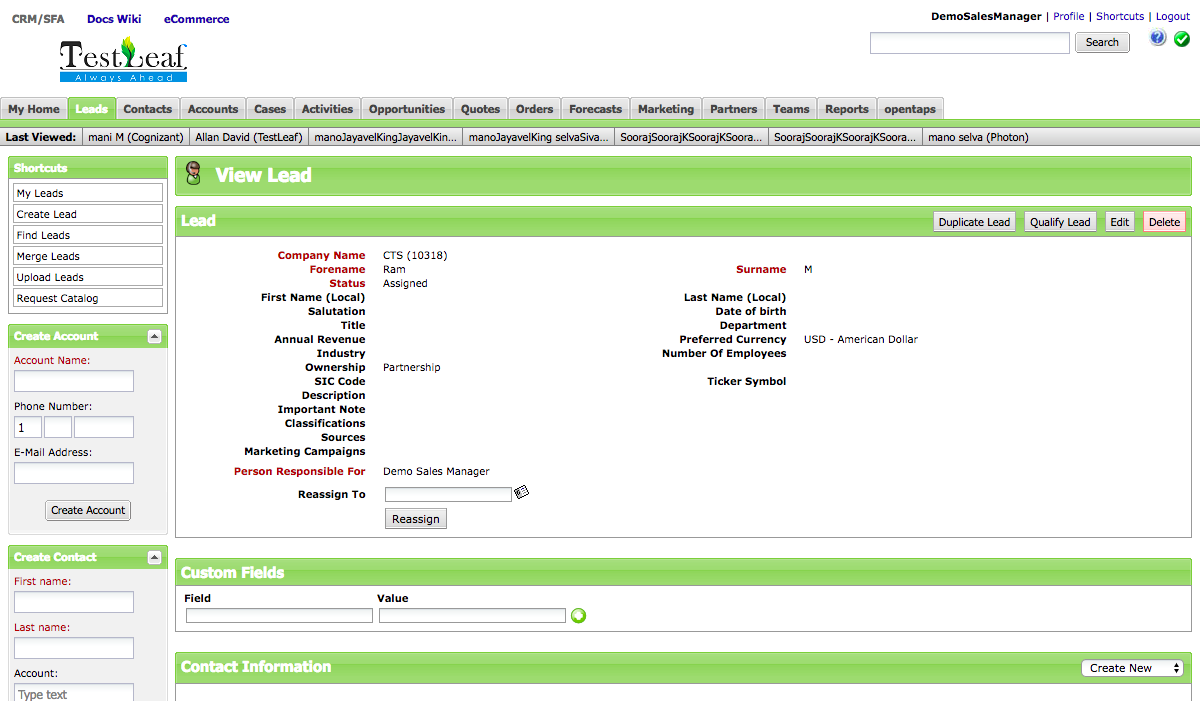 CRM/SFA Docs Wiki eCommerce
DemoSalesManager | Profile | Shortcuts | Logout
TestLeaf
Always Ahead
Search
?
My Home Leads Contacts Accounts Cases Activities Opportunities Quotes Orders Forecasts Marketing Partners Teams Reports opentaps
Last Viewed: mani M (Cognizant) Allan David (TestLeaf) manoJayavelKingJayavelKin... manoJayavelKing selvaSiva... SoorajSoorajKSoorajKSoora... SoorajSoorajKSoorajKSoora... mano selva (Photon)
Shortcuts
My Leads
Create Lead
Find Leads
Merge Leads
Upload Leads
Request Catalog
Create Account
Account Name:
Phone Number:
1
E-Mail Address:
Create Account
Create Contact
First name:
Last name:
Account:
Type text
View Lead
Lead
Duplicate Lead Qualify Lead Edit Delete
Company Name CTS (10318)
Forename Ram Surname M
Status Assigned
First Name (Local) Last Name (Local)
Salutation Date of birth
Title Department
Annual Revenue Preferred Currency USD - American Dollar
Industry Number Of Employees
Ownership Partnership
SIC Code Ticker Symbol
Description
Important Note
Classifications
Sources
Marketing Campaigns
Person Responsible For Demo Sales Manager
Reassign To
Reassign
Custom Fields
Field Value
Contact Information Create New